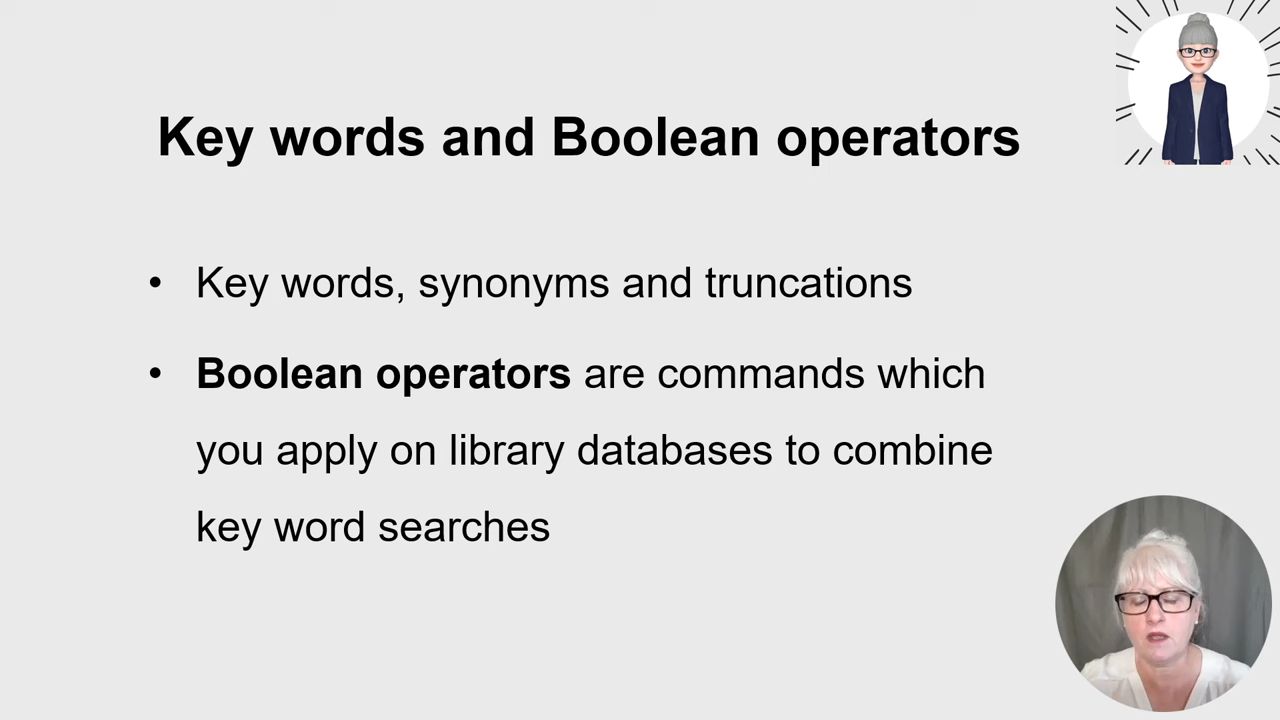 Key words and Boolean operators
• Key words, synonyms and truncations
• Boolean operators are commands which
you apply on library databases to combine
key word searches